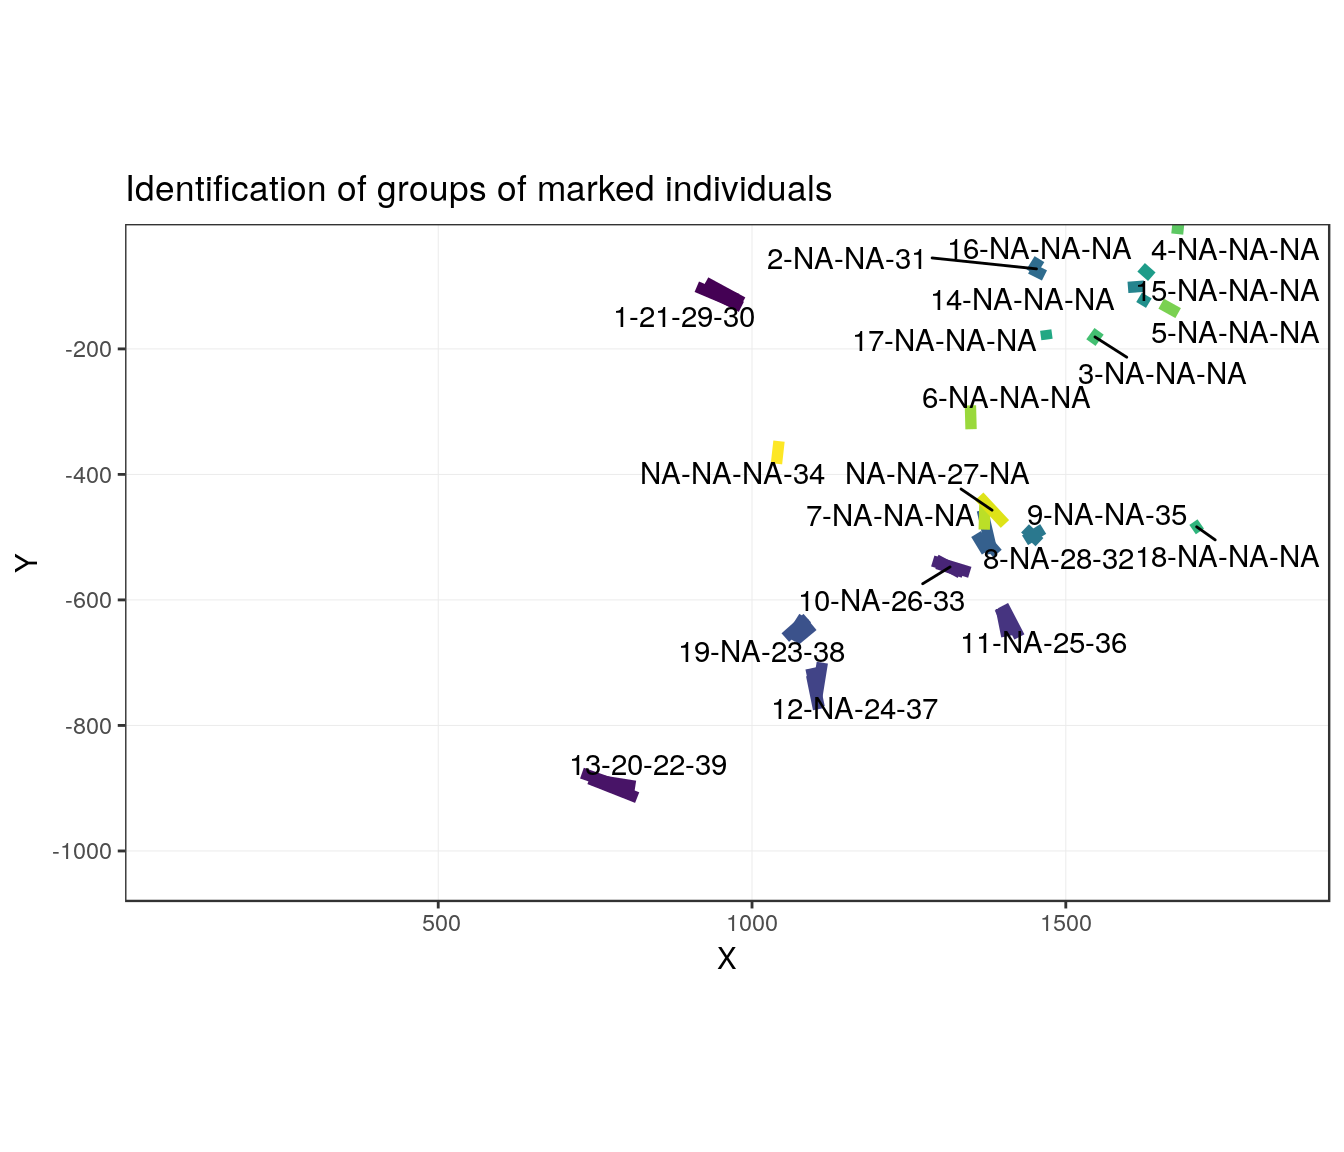 Identification of groups of marked individuals
16-NA-NA-NA
4-NA-NA-NA
2-NA-NA-31
15-NA-NA-NA
14-NA-NA-NA
1-21-29-30
5-NA-NA-NA
17-NA-NA-NA
-200
3-NA-NA-NA
6-NA-NA-NA
NA-NA-NA-34
NA-NA-27-NA
-400
7-NA-NA-NA
9-NA-NA-35
8-NA-28-32
18-NA-NA-NA
Y
10-NA-26-33
-600
11-NA-25-36
19-NA-23-38
12-NA-24-37
-800
13-20-22-39
-1000
500
1000
1500
X